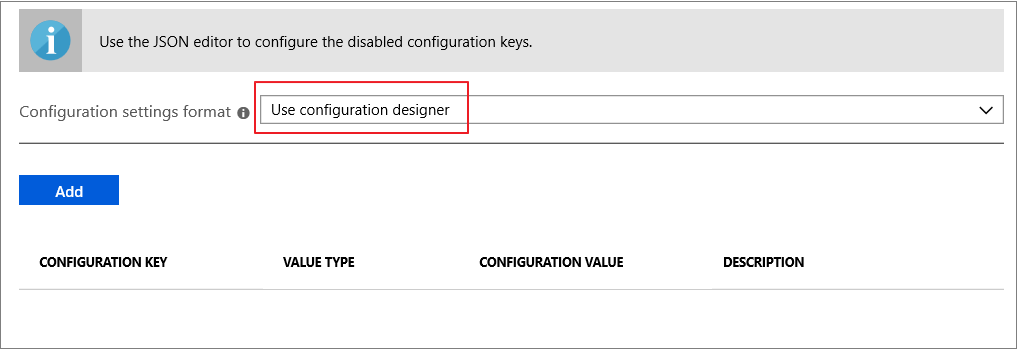 Use the JSON editor to configure the disabled configuration keys.
Configuration settings format
Use configuration designer
Add
CONFIGURATION KEY VALUE TYPE CONFIGURATION VALUE DESCRIPTION